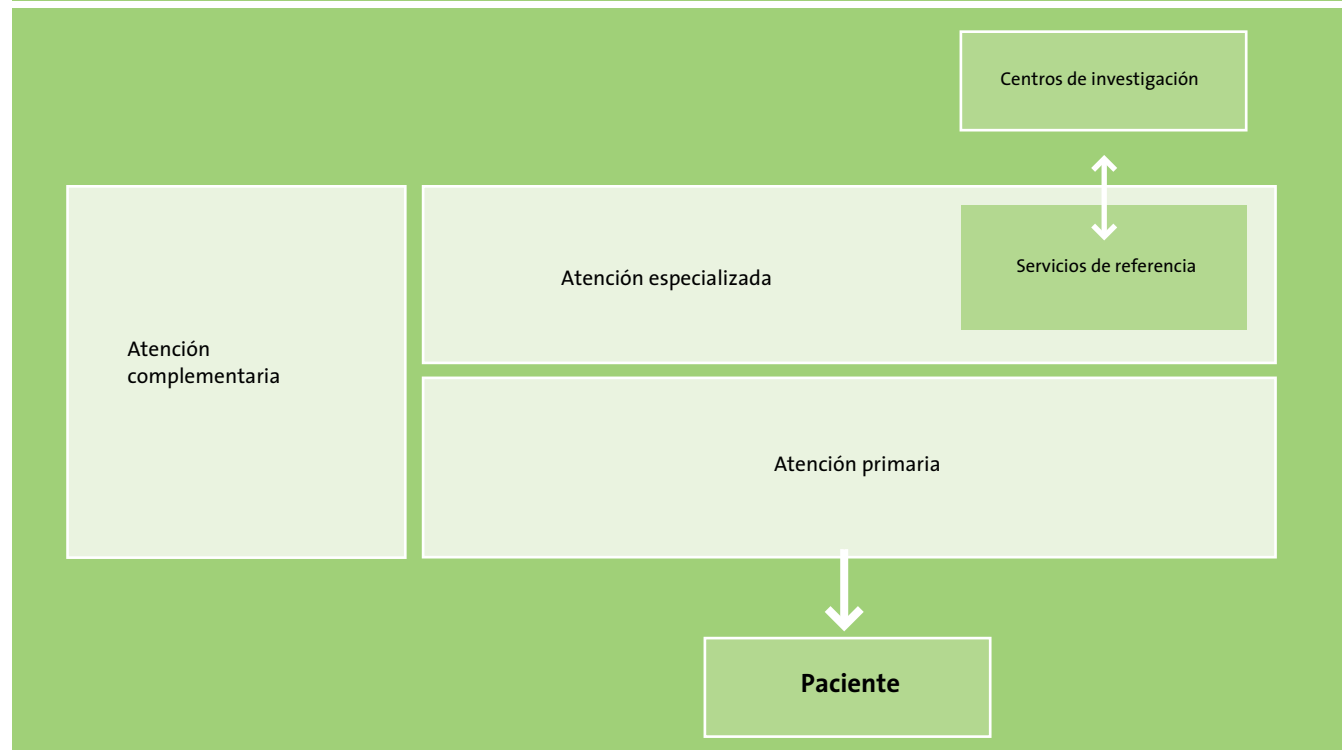 Centros de investigación
Servicios de referencia
Atención especializada
Atención
complementaria
Atención primaria
Paciente